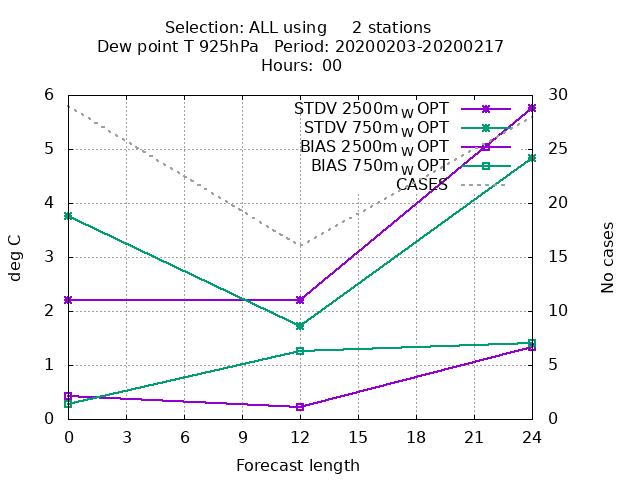 Selection: ALL using     2 stations
Dew point T 925hPa   Period: 20200203-20200217
Hours: 00
6 30
STDV 2500m W OPT
STDV 750m W OPT
5 BIAS 2500m W OPT 25
BIAS 750m W OPT
CASES
4 20
3 15
2 10
1 5
0 0
deg C
No cases
0 3 6 9 12 15 18 21 24
Forecast length